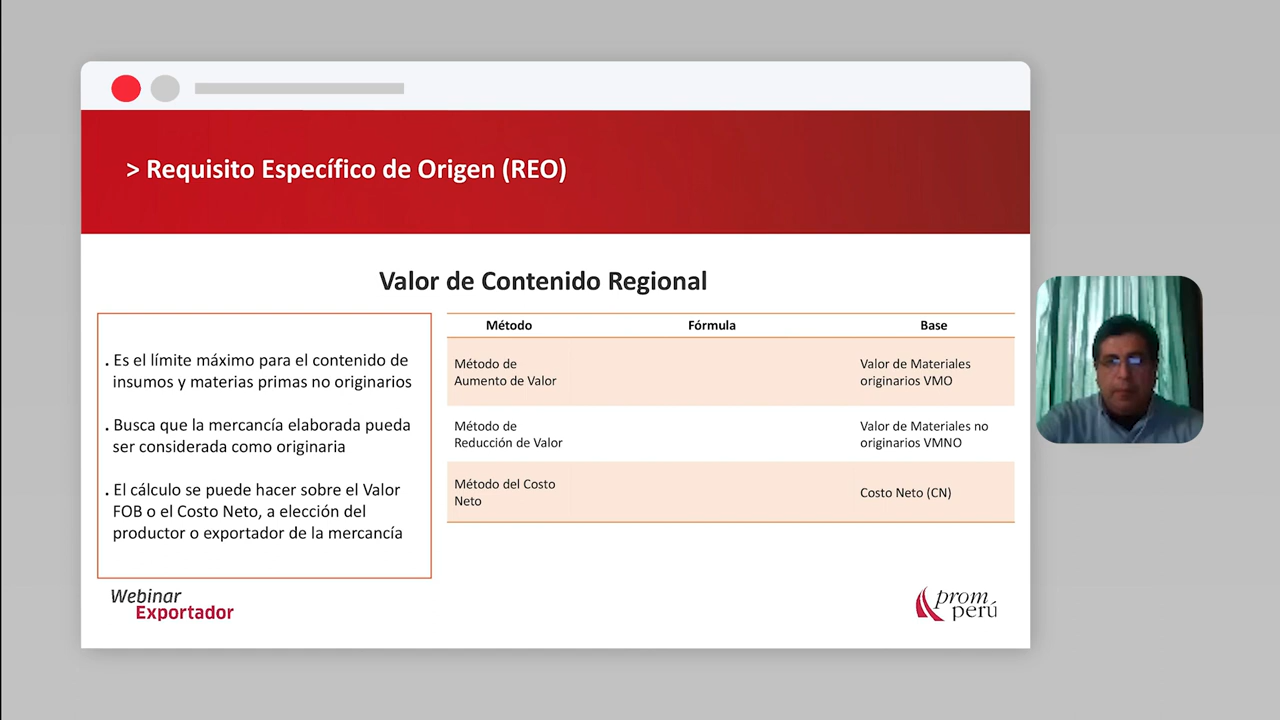 > Requisito Específico de Origen (REO)
Valor de Contenido Regional
. Es el límite máximo para el contenido de
insumos y materias primas no originarios
. Busca que la mercancía elaborada pueda
ser considerada como originaria
. El cálculo se puede hacer sobre el Valor
FOB o el Costo Neto, a elección del
productor o exportador de la mercancía
Método Fórmula Base
Método de
Aumento de Valor
Valor de Materiales
originarios VMO
Método de
Reducción de Valor
Valor de Materiales no
originarios VMNO
Método del Costo
Neto
Costo Neto (CN)
Webinar
Exportador
prom
perú